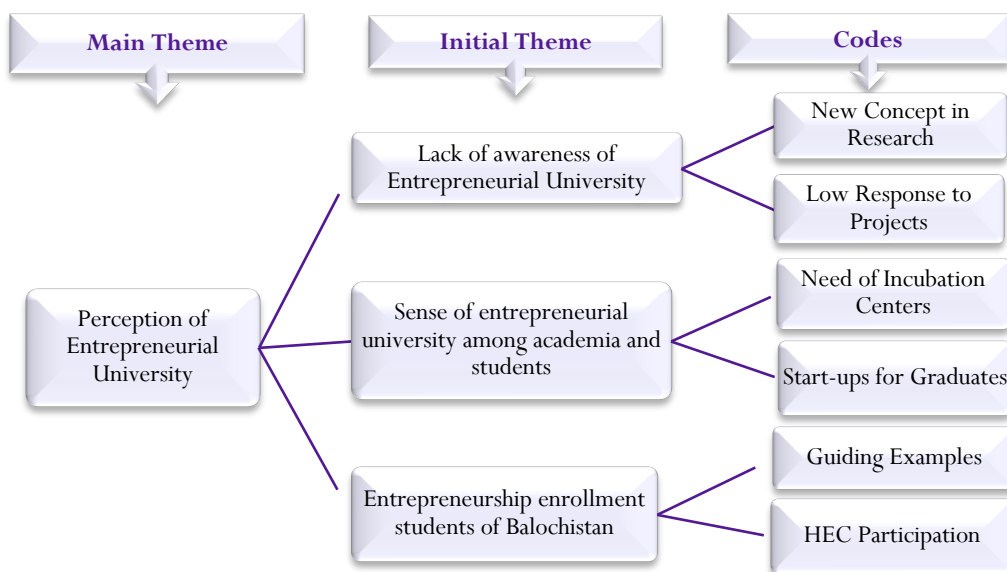 Main Theme
Initial Theme
Codes
Perception of
Entrepreneurial
University
Lack of awareness of
Entrepreneurial University
Sense of entrepreneurial
university among academia and
students
Entrepreneurship enrollment
students of Balochistan
New Concept in
Research
Low Response to
Projects
Need of Incubation
Centers
Start-ups for Graduates
Guiding Examples
HEC Participation